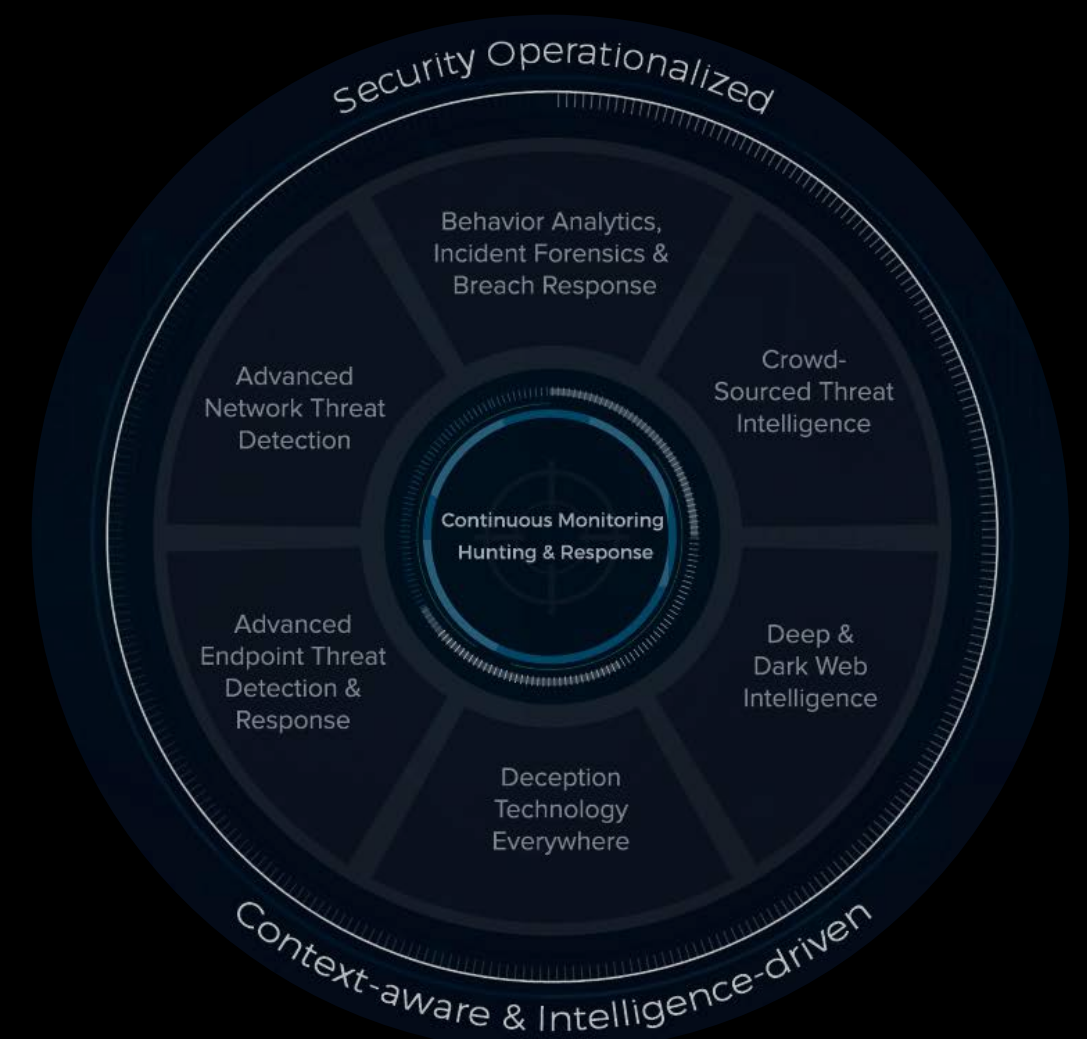 Security Operationalized
Behavior Analytics,
Incident Forensics &
Breach Response
Crowd-
Sourced Threat
Intelligence
Advanced
Network Threat
Detection
Continuous Monitoring
Hunting & Response
Advanced
Endpoint Threat
Detection &
Response
Deep &
Dark Web
Intelligence
Deception
Technology
Everywhere
Context-aware & Intelligence-driven